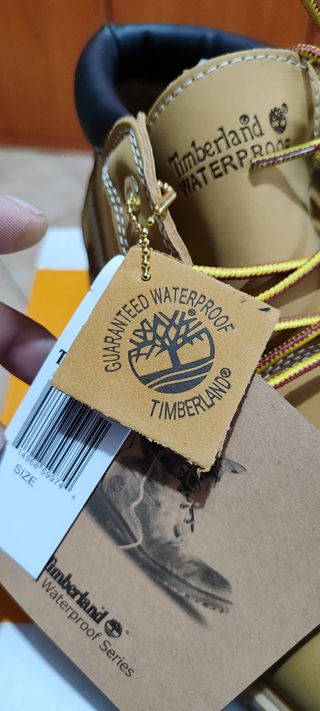 Timberland
WATERPROOF
GUARANTEED WATERPROOF
®
TIMBERLAND®
SIZE
Timberland
Waterproof Series